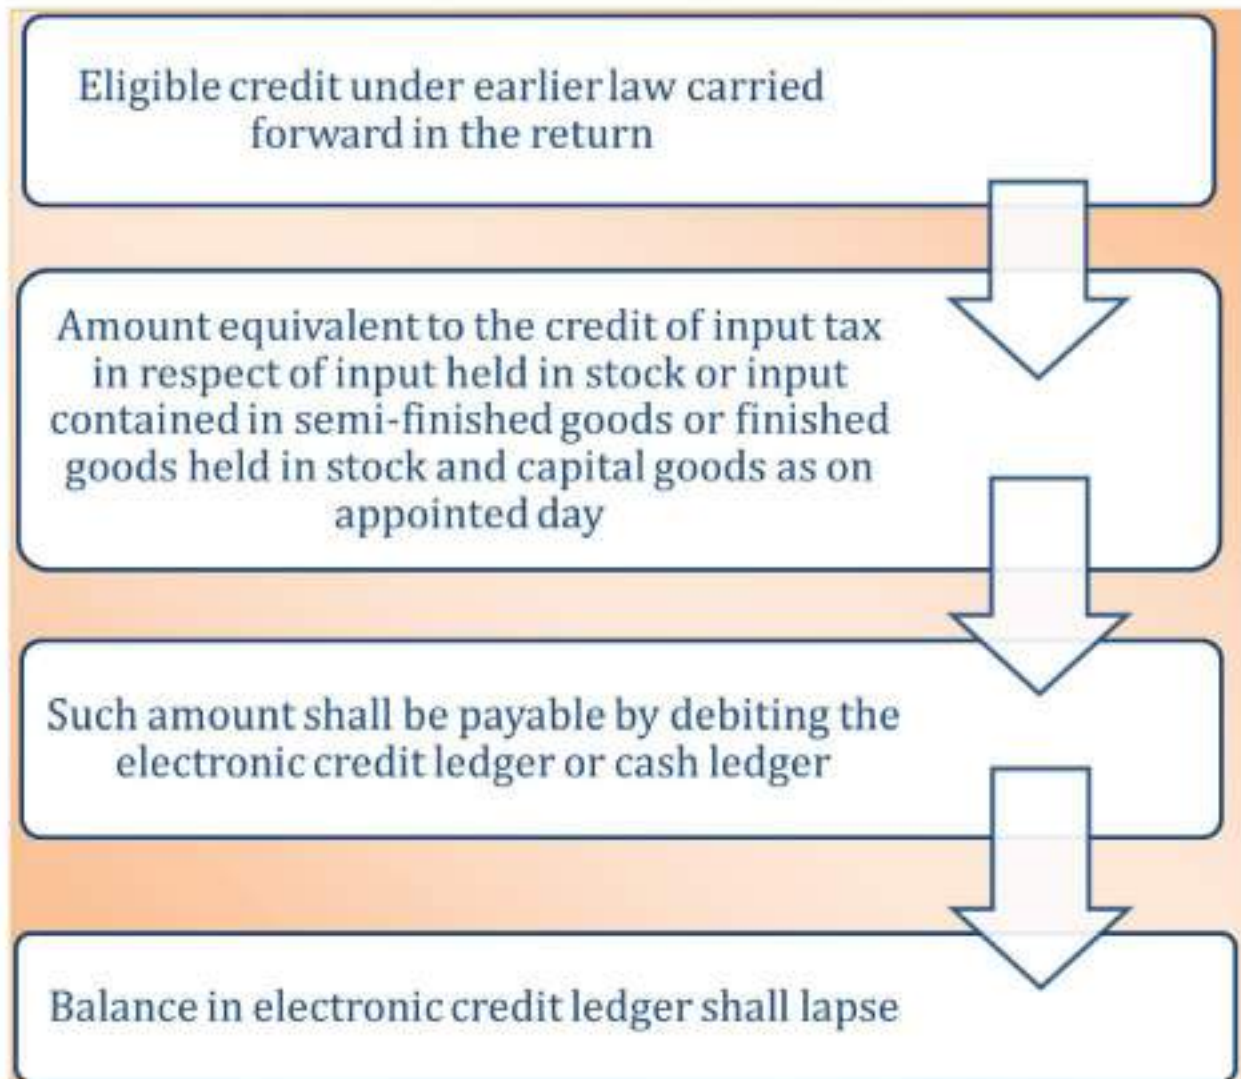 Eligible credit under earlier law carried
forward in the return
Amount equivalent to the credit of input tax
in respect of input held in stock or input
contained in semi-finished goods or finished
goods held in stock and capital goods as on
appointed day
Such amount shall be payable by debiting the
electronic credit ledger or cash ledger
Balance in electronic credit ledger shall lapse